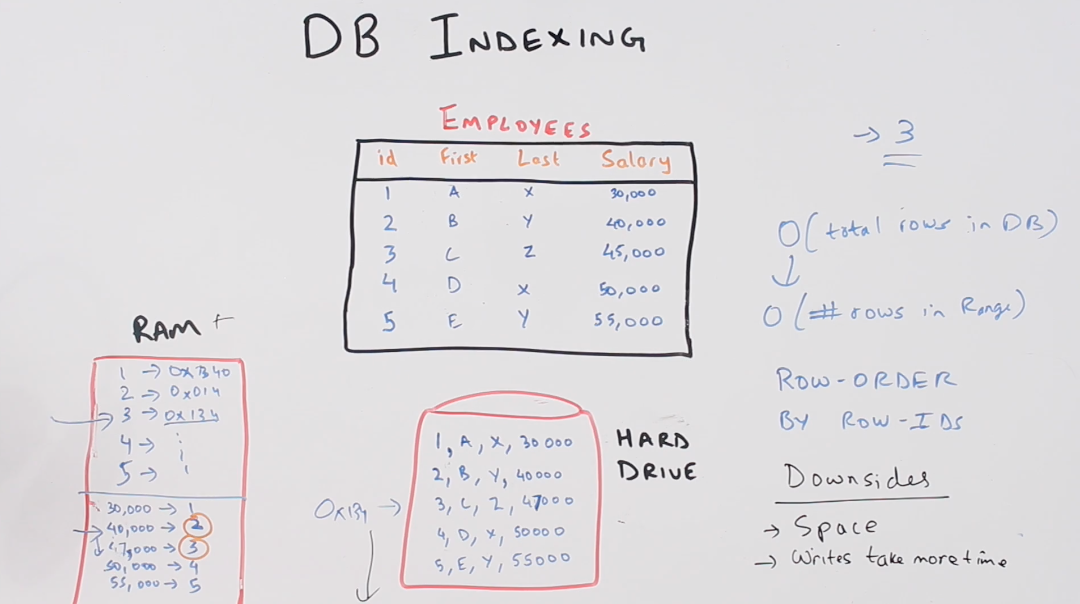 DB INDEXING
EMPLOYEES
id First Last Salary
1 A X 30,000
2 B Y 40,000
3 C Z 45,000
4 D X 50,000
5 E Y 55,000
→ 3
O(total rows in DB)
↓
O(# rows in Range)
ROW-ORDER
BY ROW-IDS
Downsides
→ Space
→ Writes take more time
RAM
1 → 0x340
2 → 0x014
3 → 0x134
4 →
5 →
30,000 → 1
40,000 → 2
47,000 → 3
50,000 → 4
55,000 → 5
HARD
DRIVE
1, A, X, 30000
2, B, Y, 40000
0x134 → 3, C, Z, 47000
4, D, X, 50000
5, E, Y, 55000